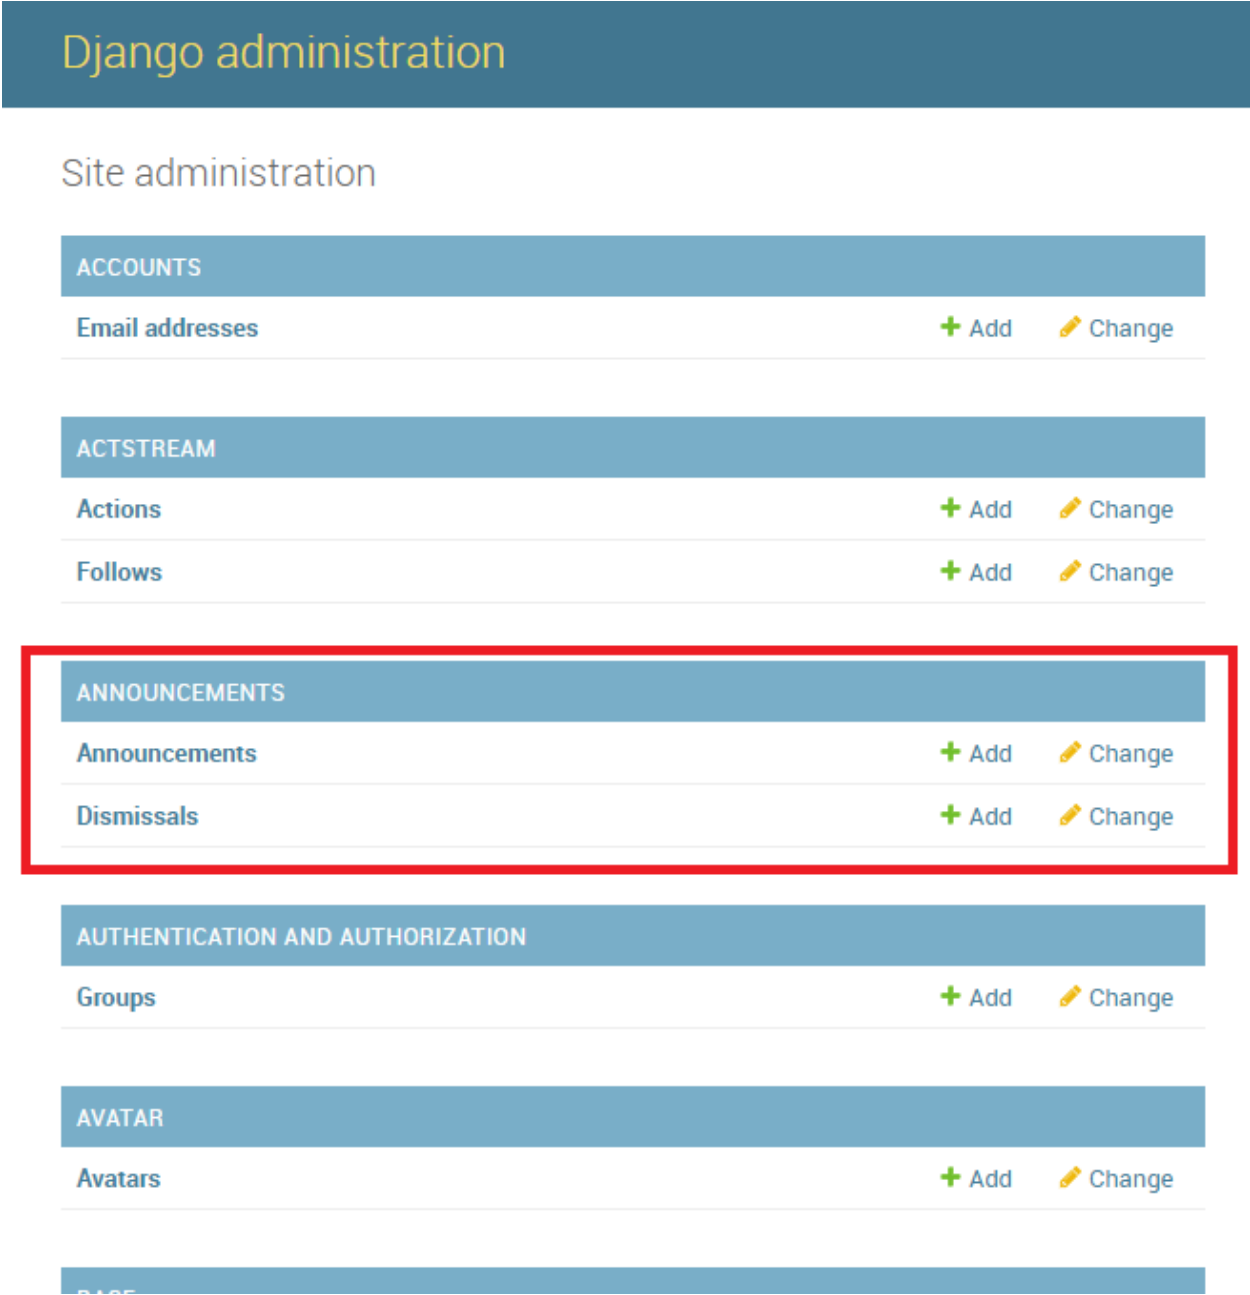 Django administration
Site administration
ACCOUNTS
Email addresses Add Change
ACTSTREAM
Actions Add Change
Follows Add Change
ANNOUNCEMENTS
Announcements Add Change
Dismissals Add Change
AUTHENTICATION AND AUTHORIZATION
Groups Add Change
AVATAR
Avatars Add Change